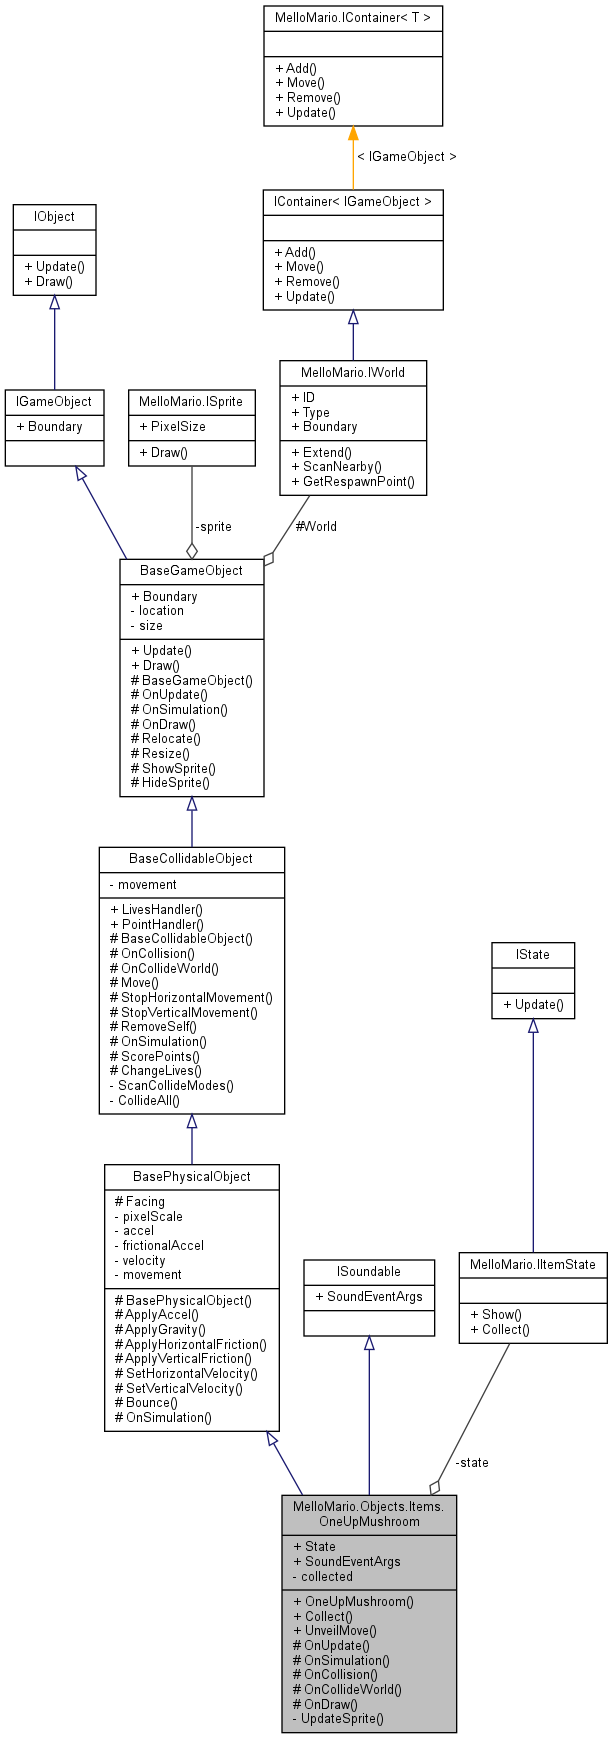 MelloMario.IContainer< T >
+ Add()
+ Move()
+ Remove()
+ Update()
< IGameObject >
IContainer< IGameObject >
+ Add()
+ Move()
+ Remove()
+ Update()
IObject
+ Update()
+ Draw()
IGameObject
+ Boundary
MelloMario.ISprite
+ PixelSize
+ Draw()
MelloMario.IWorld
+ ID
+ Type
+ Boundary
+ Extend()
+ ScanNearby()
+ GetRespawnPoint()
-sprite
#World
BaseGameObject
+ Boundary
- location
- size
+ Update()
+ Draw()
# BaseGameObject()
# OnUpdate()
# OnSimulation()
# OnDraw()
# Relocate()
# Resize()
# ShowSprite()
# HideSprite()
BaseCollidableObject
- movement
+ LivesHandler()
+ PointHandler()
# BaseCollidableObject()
# OnCollision()
# OnCollideWorld()
# Move()
# StopHorizontalMovement()
# StopVerticalMovement()
# RemoveSelf()
# OnSimulation()
# ScorePoints()
# ChangeLives()
- ScanCollideModes()
- CollideAll()
IState
+ Update()
BasePhysicalObject
# Facing
- pixelScale
- accel
- frictionalAccel
- velocity
- movement
# BasePhysicalObject()
# ApplyAccel()
# ApplyGravity()
# ApplyHorizontalFriction()
# ApplyVerticalFriction()
# SetHorizontalVelocity()
# SetVerticalVelocity()
# Bounce()
# OnSimulation()
ISoundable
+ SoundEventArgs
MelloMario.IItemState
+ Show()
+ Collect()
-state
MelloMario.Objects.Items.
OneUpMushroom
+ State
+ SoundEventArgs
- collected
+ OneUpMushroom()
+ Collect()
+ UnveilMove()
# OnUpdate()
# OnSimulation()
# OnCollision()
# OnCollideWorld()
# OnDraw()
- UpdateSprite()